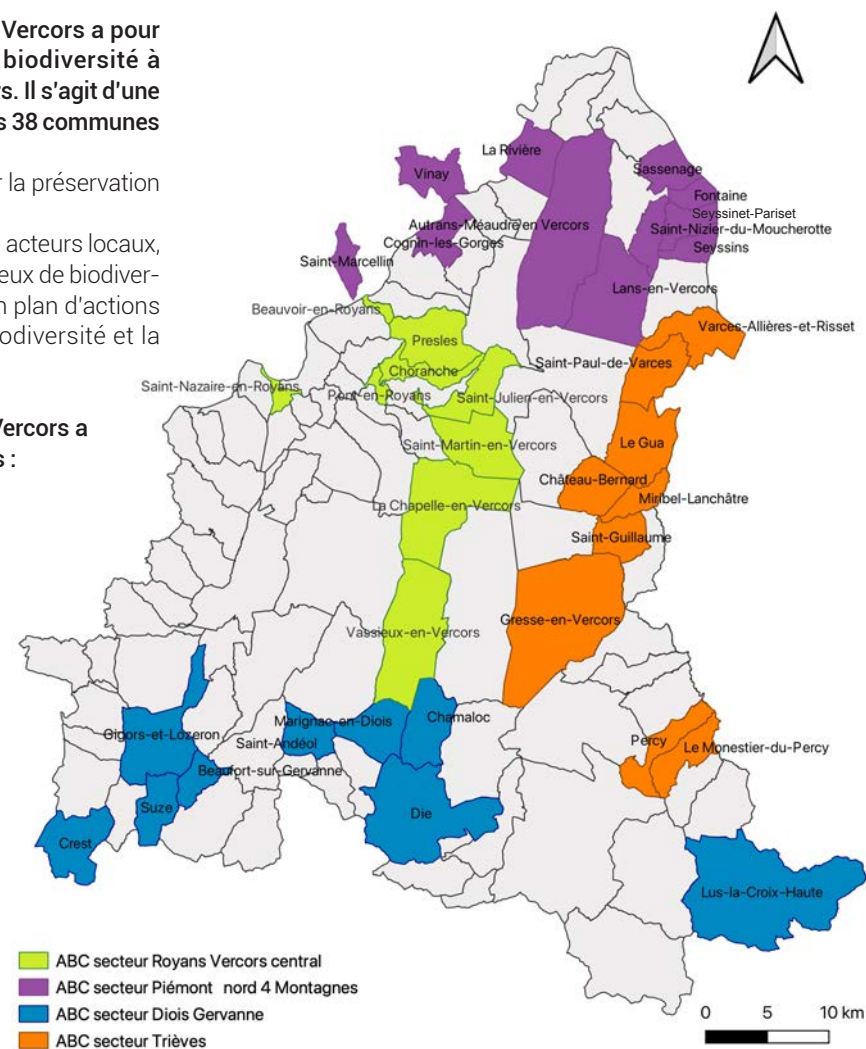 Vercors a pour
biodiversité à
rs. Il s'agit d'une
s 38 communes
r la préservation
acteurs locaux,
eux de biodiver-
n plan d'actions
odiversité et la
Vercors a
s :
La Rivière
Vinay
Sassenage
Fontaine
Seyssinet-Pariset
Autrans-Méaudre en Vercors
Saint-Nizier-du-Moucherotte
Cognin-les-Gorges
Seyssins
Saint-Marcellin
Lans-en-Vercors
Beauvoir-en-Royans
Varces-Allières-et-Risset
Presles
Saint-Paul-de-Varces
Choranche
Saint-Nazaire-en-Royans
Pont-en-Royans
Saint-Julien-en-Vercors
Saint-Martin-en-Vercors
Le Gua
Château-Bernard
Miribel-Lanchâtre
La Chapelle-en-Vercors
Saint-Guillaume
Gresse-en-Vercors
Vassieux-en-Vercors
Marignac-en-Diois
Chamaloc
Gigors-et-Lozeron
Saint-Andéol
Percy
Le Monestier-du-Percy
Beaufort-sur-Gervanne
Suze
Die
Crest
Lus-la-Croix-Haute
ABC secteur Royans Vercors central
ABC secteur Piémont nord 4 Montagnes
ABC secteur Diois Gervanne
ABC secteur Trièves
0 5 10 km